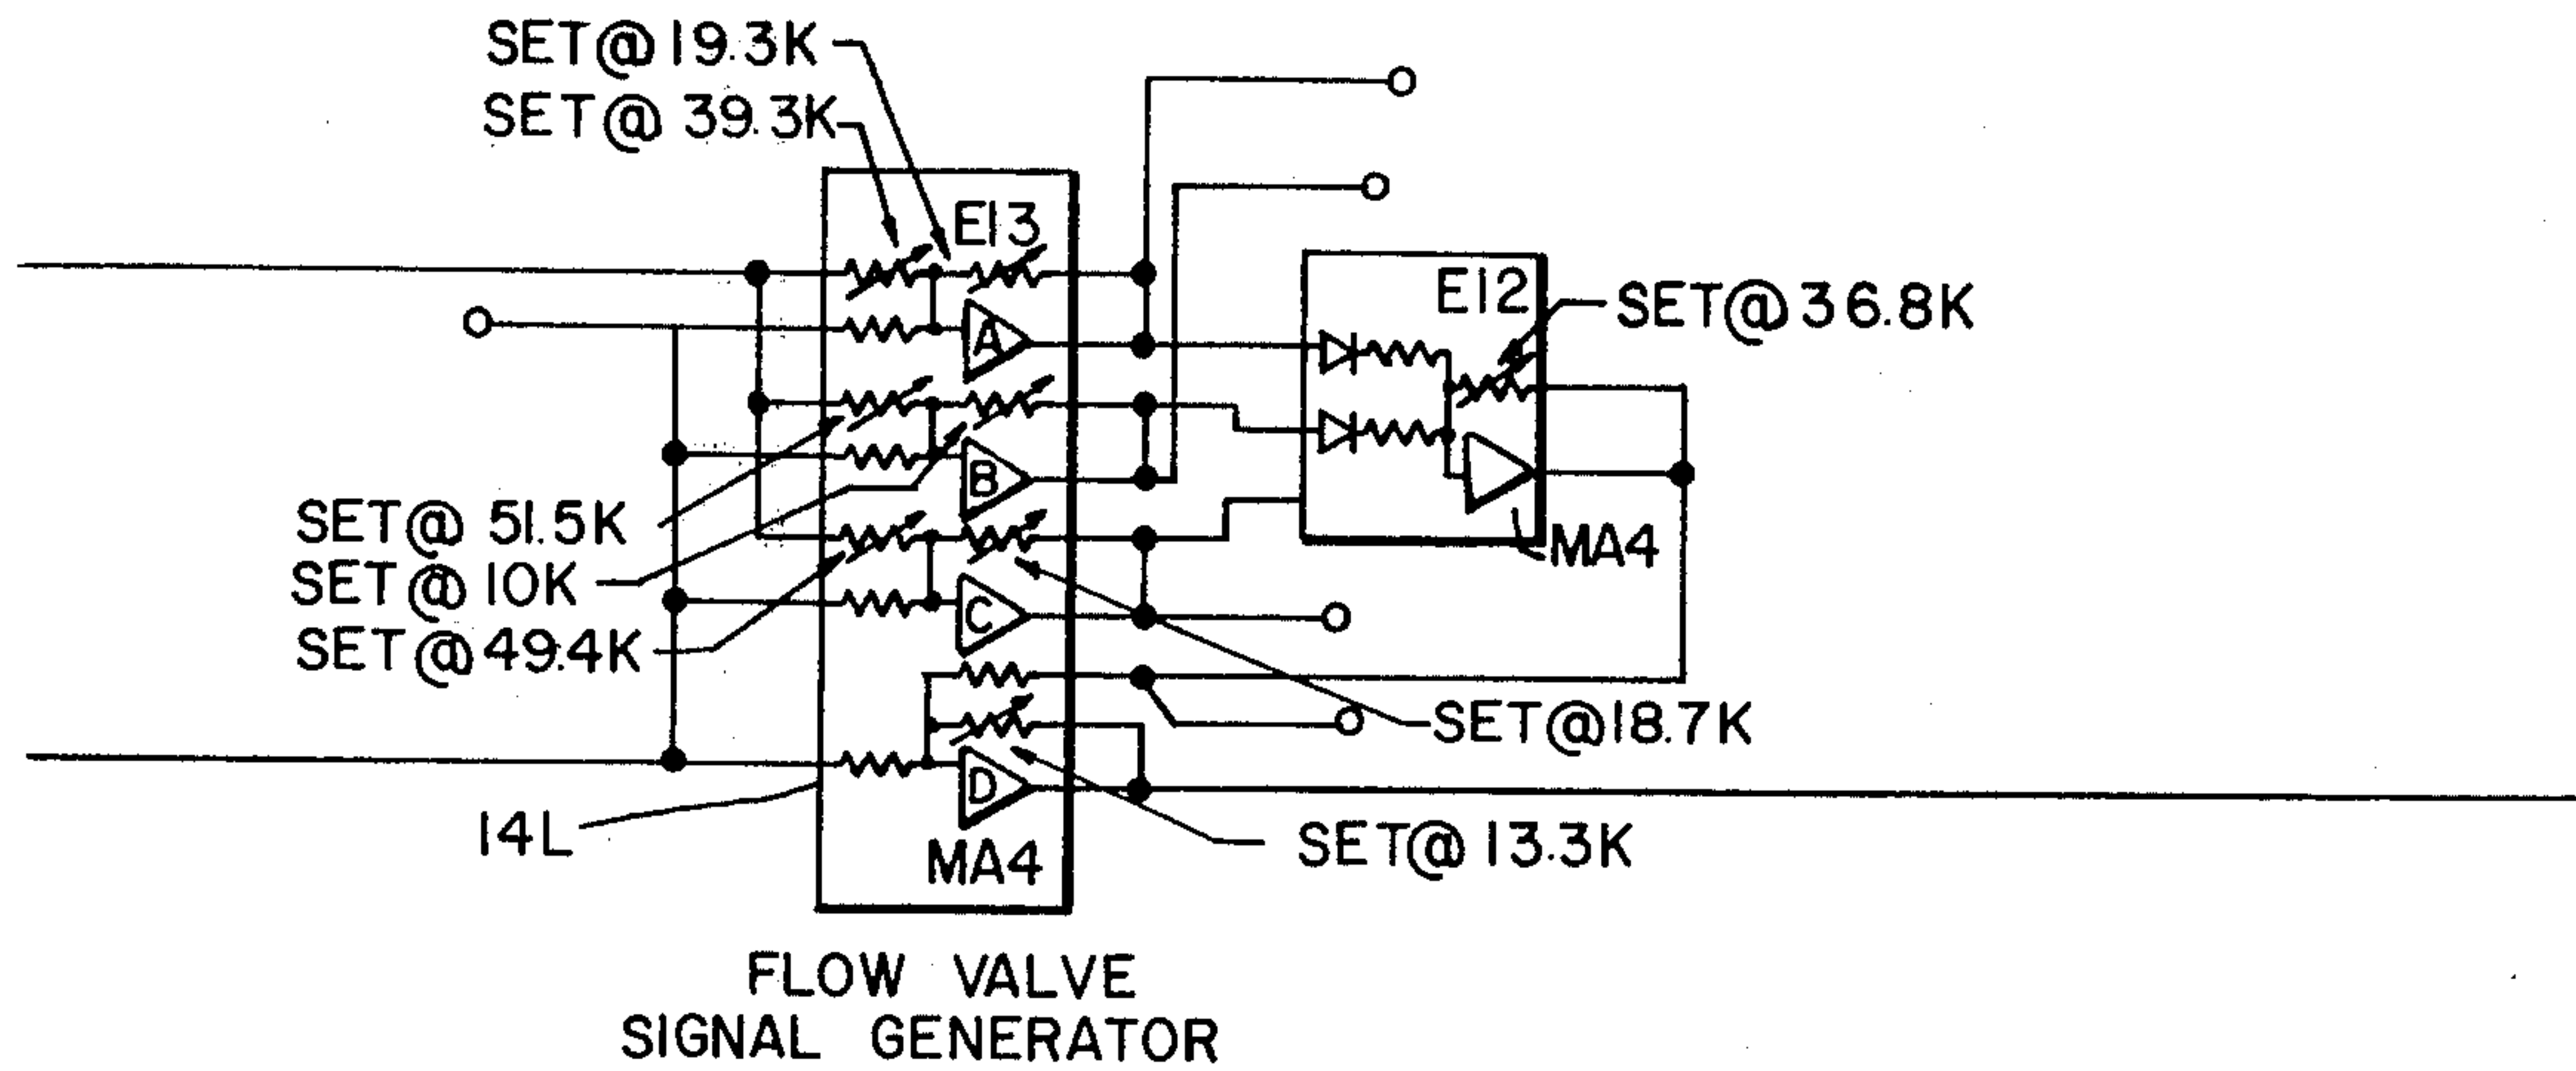 SET@ 19.3K
SET@ 39.3K
E13
E12
SET@ 36.8K
A
B
SET@ 51.5K
SET@ 10K
MA4
C
SET@ 49.4K
SET@ 18.7K
D
14L
SET@ 13.3K
MA4
FLOW VALVE
SIGNAL GENERATOR